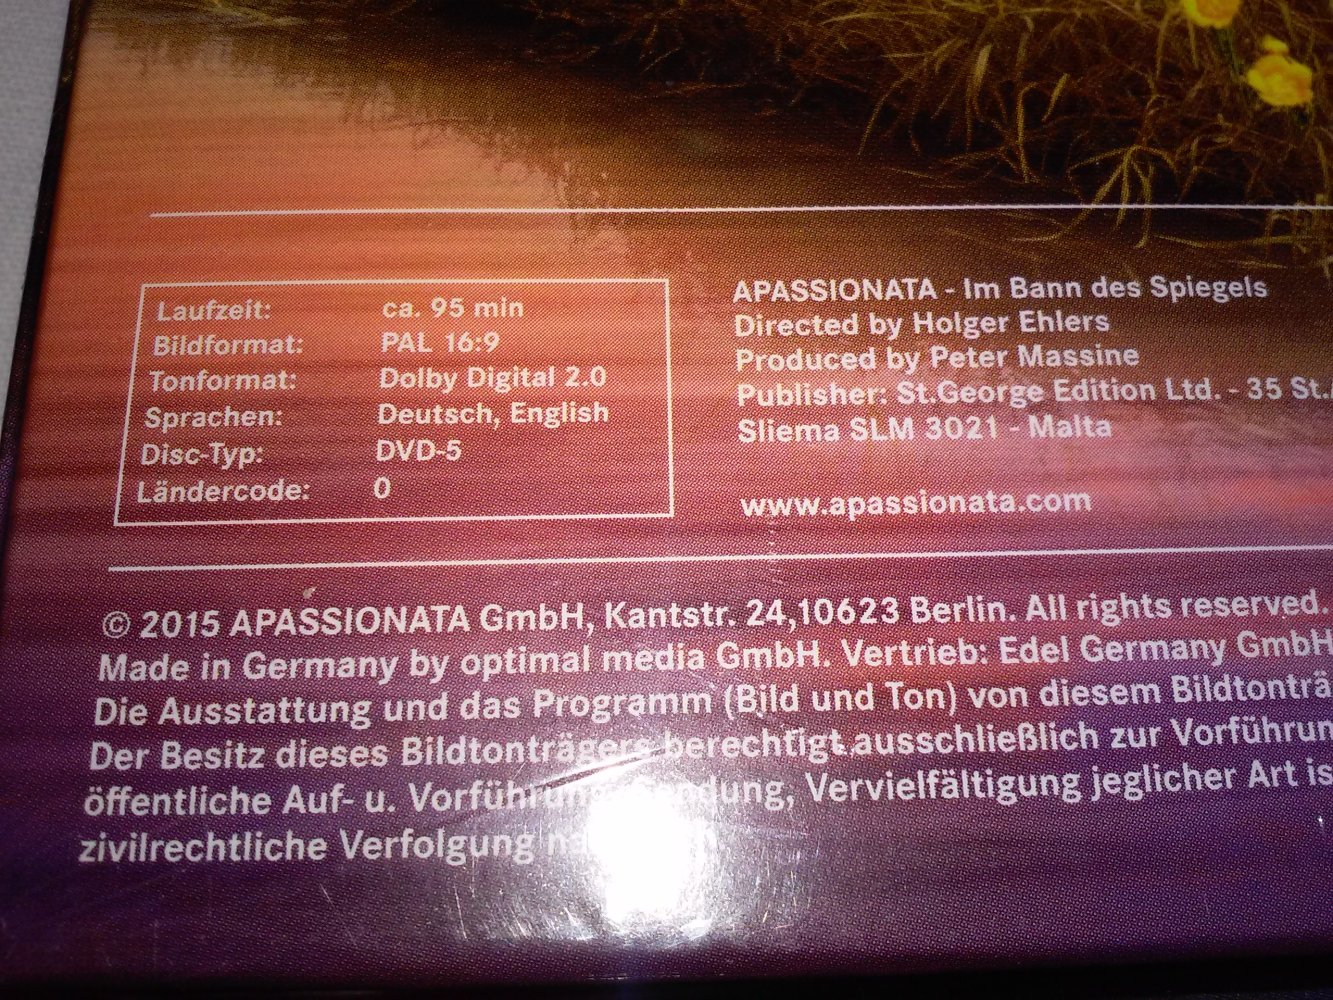 Laufzeit: ca. 95 min
Bildformat: PAL 16:9
Tonformat: Dolby Digital 2.0
Sprachen: Deutsch, English
Disc-Typ: DVD-5
Ländercode: 0
APASSIONATA - Im Bann des Spiegels
Directed by Holger Ehlers
Produced by Peter Massine
Publisher: St.George Edition Ltd. - 35 St.
Sliema SLM 3021 - Malta
www.apassionata.com
© 2015 APASSIONATA GmbH, Kantstr. 24,10623 Berlin. All rights reserved.
Made in Germany by optimal media GmbH. Vertrieb: Edel Germany GmbH
Die Ausstattung und das Programm (Bild und Ton) von diesem Bildtonträ
Der Besitz dieses Bildtonträgers berechtigt ausschließlich zur Vorführun
öffentliche Auf- u. Vorführung, Vervielfältigung jeglicher Art is
zivilrechtliche Verfolgung